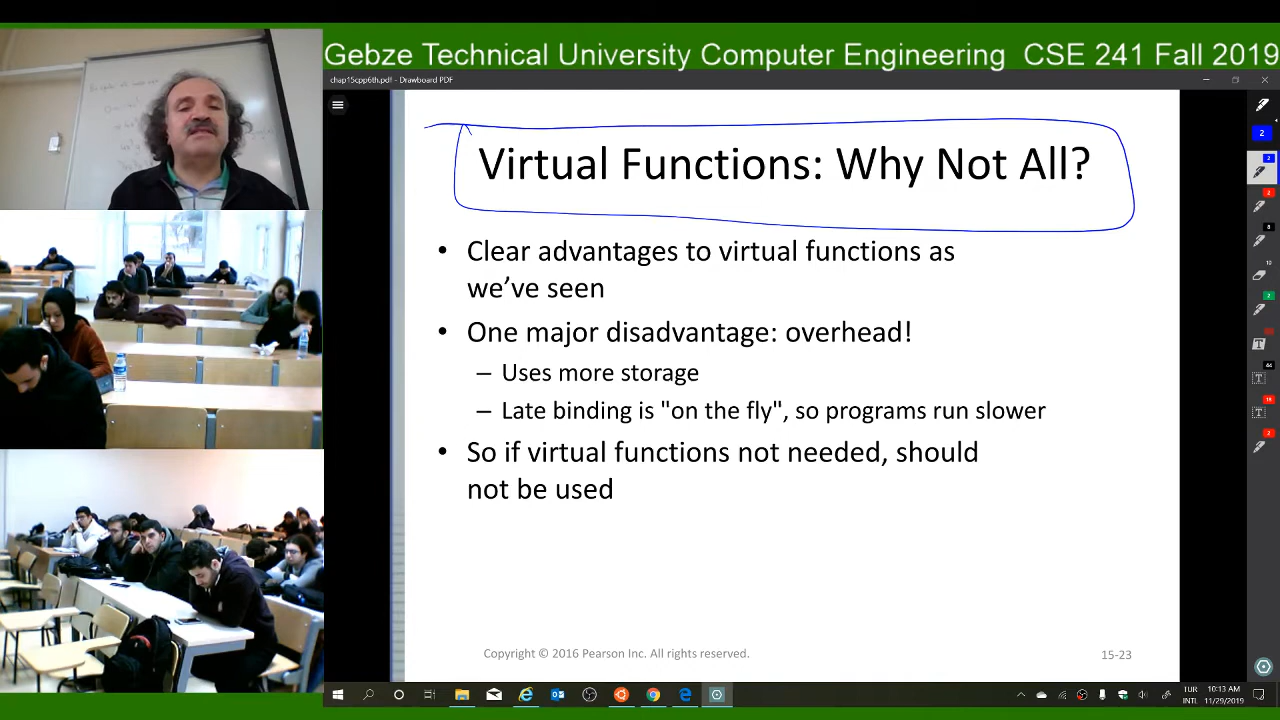 Gebze Technical University Computer Engineering  CSE 241 Fall 2019
chap15cpp6th.pdf - Drawboard PDF
Virtual Functions: Why Not All?
• Clear advantages to virtual functions as
we've seen
• One major disadvantage: overhead!
– Uses more storage
– Late binding is "on the fly", so programs run slower
• So if virtual functions not needed, should
not be used
Copyright © 2016 Pearson Inc. All rights reserved.
15-23
TUR
10:13 AM
INTL
11/29/2019